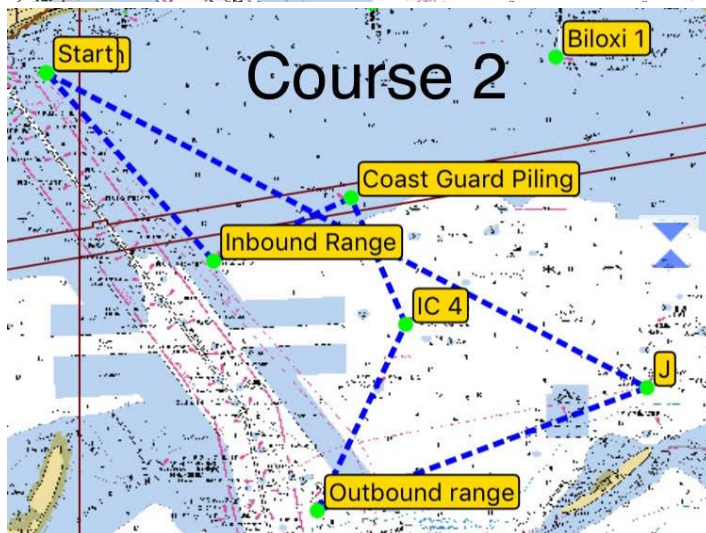 Start
Biloxi 1
Course 2
Coast Guard Piling
Inbound Range
IC 4
J
Outbound range